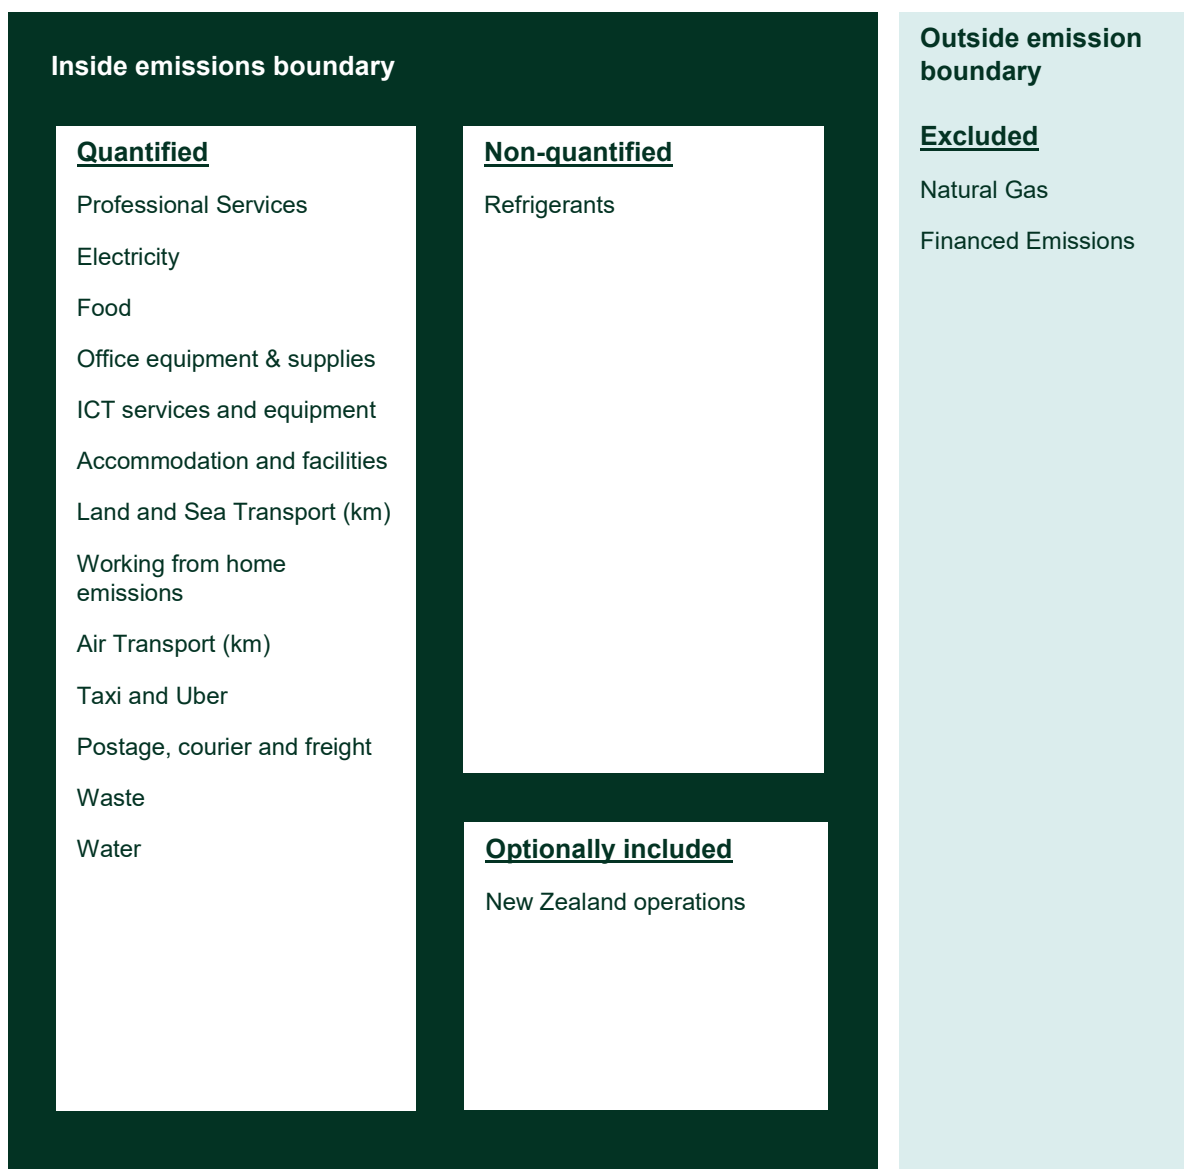 Inside emissions boundary
Quantified
Professional Services
Electricity
Food
Office equipment & supplies
ICT services and equipment
Accommodation and facilities
Land and Sea Transport (km)
Working from home
emissions
Air Transport (km)
Taxi and Uber
Postage, courier and freight
Waste
Water
Non-quantified
Refrigerants
Optionally included
New Zealand operations
Outside emission
boundary
Excluded
Natural Gas
Financed Emissions